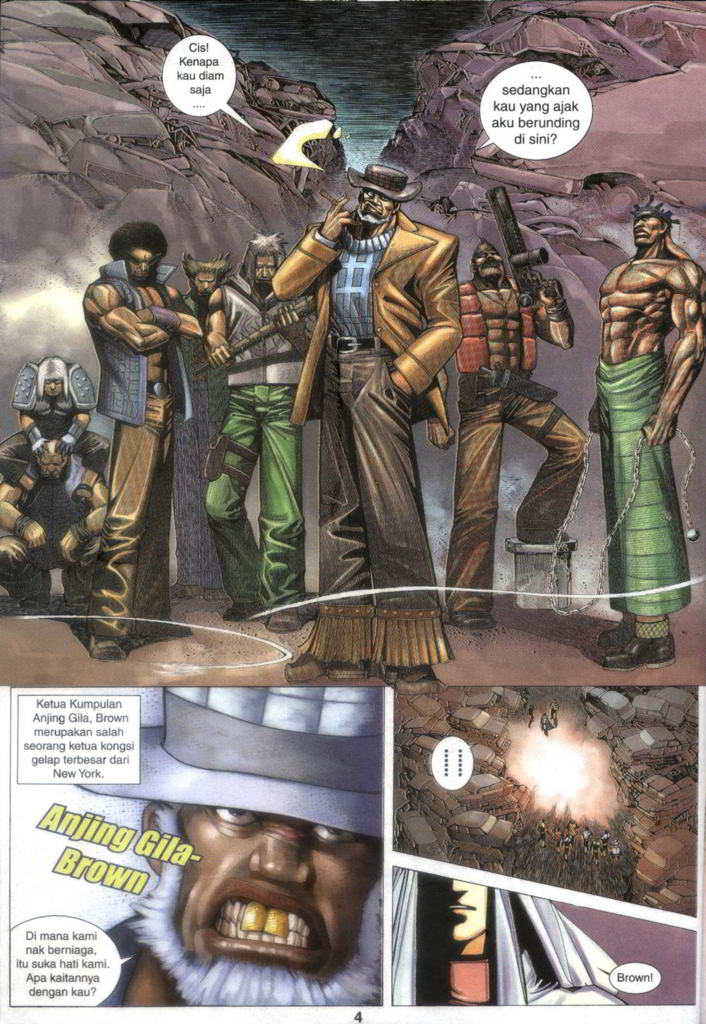 Cis!
Kenapa
kau diam
saja
....
...
sedangkan
kau yang ajak
aku berunding
di sini?
Ketua Kumpulan
Anjing Gila, Brown
merupakan salah
seorang ketua kongsi
gelap terbesar dari
New York.
Anjing Gila-
Brown
Di mana kami
nak berniaga,
itu suka hati kami.
Apa kaitannya
dengan kau?
Brown!
4